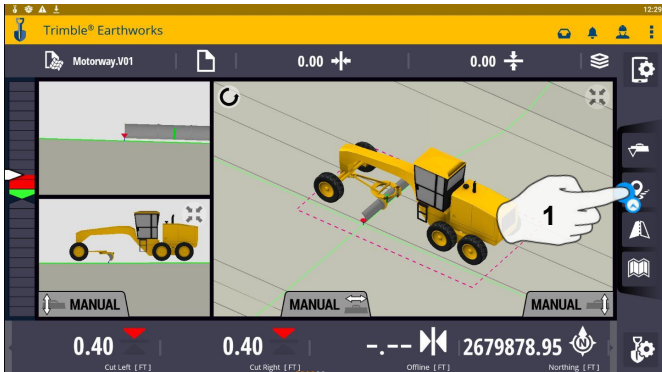 12:29
Trimble® Earthworks
Motorway.V01
0.00
0.00
1
MANUAL
MANUAL
MANUAL
0.40
0.40
-.--
2679878.95
N
Cut Left [FT]
Cut Right [FT]
Offline [FT]
Northing [FT]